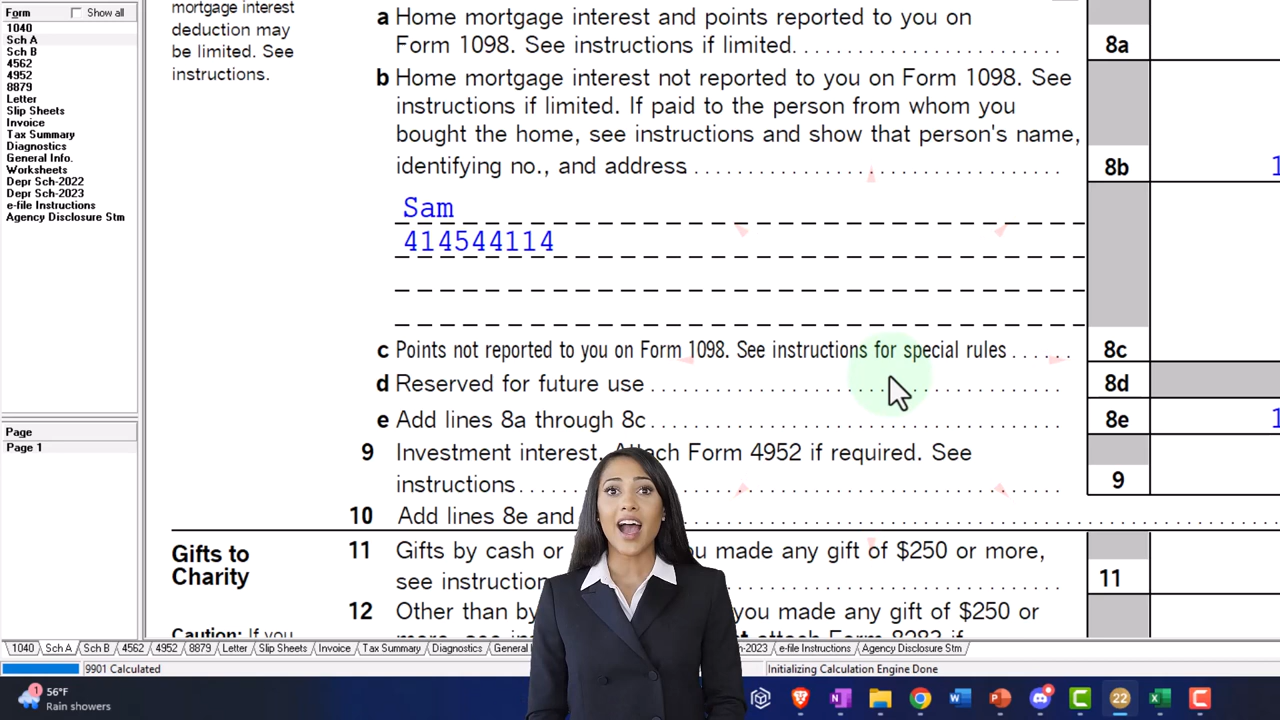 Form Show all
1040
Sch A
Sch B
4562
4952
8879
Letter
Slip Sheets
Invoice
Tax Summary
Diagnostics
General Info.
Worksheets
Depr Sch-2022
Depr Sch-2023
e-file Instructions
Agency Disclosure Stm
Page
Page 1
mortgage interest
deduction may
be limited. See
instructions.
a Home mortgage interest and points reported to you on
Form 1098. See instructions if limited. 8a
b Home mortgage interest not reported to you on Form 1098. See
instructions if limited. If paid to the person from whom you
bought the home, see instructions and show that person's name,
identifying no., and address 8b 1
Sam
414544114
c Points not reported to you on Form 1098. See instructions for special rules 8c
d Reserved for future use 8d
e Add lines 8a through 8c 8e 1
9 Investment interest. Attach Form 4952 if required. See
instructions 9
10 Add lines 8e and
Gifts to
Charity
11 Gifts by cash or u made any gift of $250 or more,
see instruction 11
12 Other than by you made any gift of $250 or
Caution: If you
1040 Sch A Sch B 4562 4952 8879 Letter Slip Sheets Invoice Tax Summary Diagnostics General -2023 e-file Instructions Agency Disclosure Stm
9901 Calculated Initializing Calculation Engine Done
1 56°F
Rain showers
22